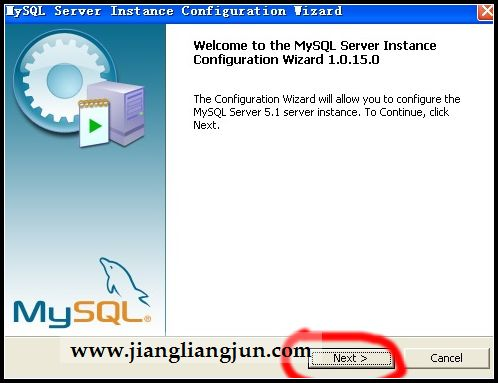 MySQL Server Instance Configuration Wizard
Welcome to the MySQL Server Instance
Configuration Wizard 1.0.15.0
The Configuration Wizard will allow you to configure the
MySQL Server 5.1 server instance. To Continue, click
Next.
MySQL®
www.jiangliangjun.com
Next >
Cancel